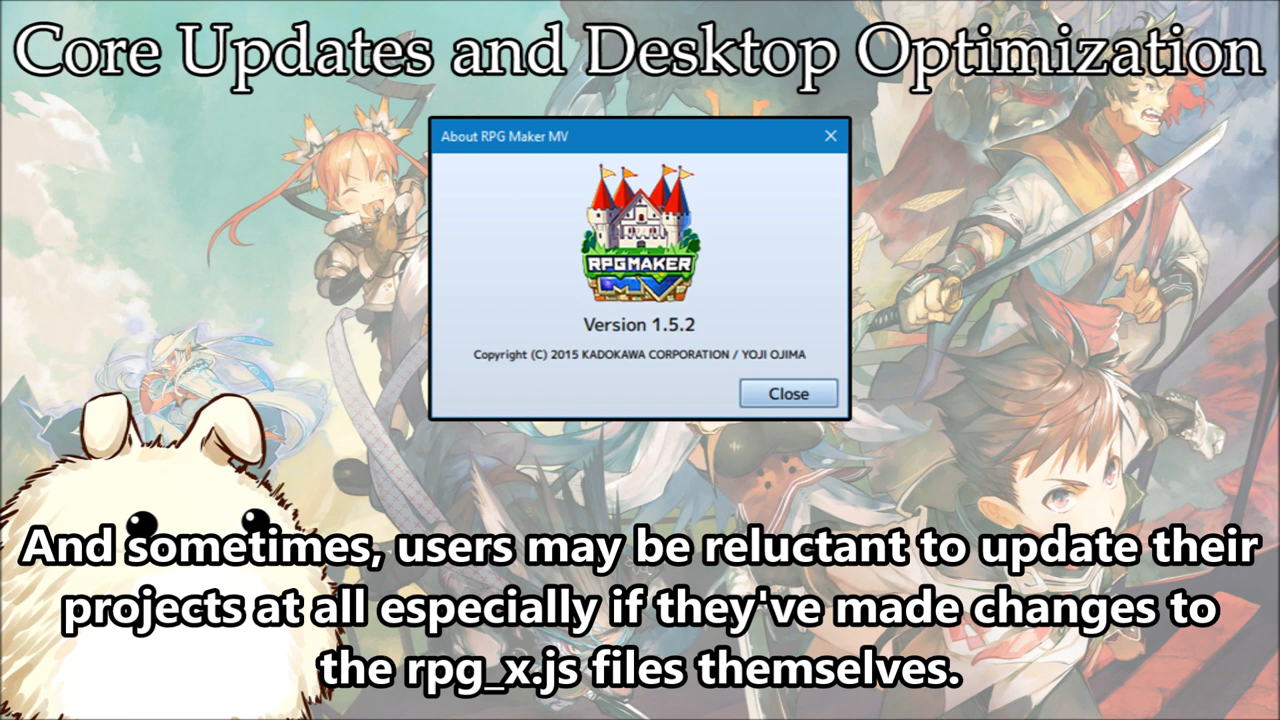 Core Updates and Desktop Optimization
About RPG Maker MV
RPG MAKER
MV
Version 1.5.2
Copyright (C) 2015 KADOKAWA CORPORATION / YOJI OJIMA
Close
And sometimes, users may be reluctant to update their
projects at all especially if they've made changes to
the rpg_x.js files themselves.